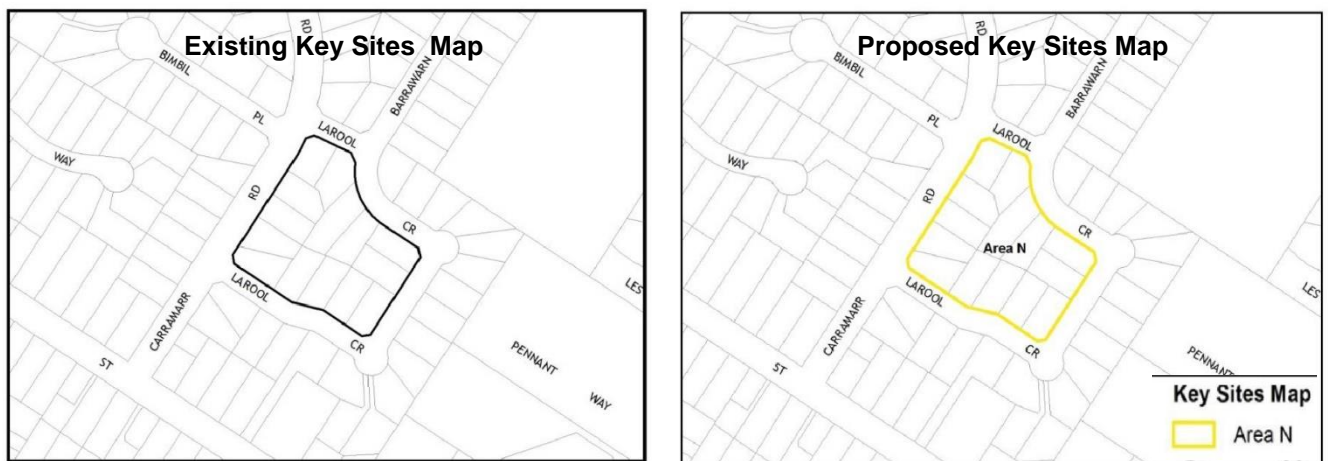 Existing Key Sites Map
RD
BIMBIL
PL
BARRAWARN
LAROOL
WAY
RD
CR
LAROOL
CARRAMARR
ST
CR
PENNANT
WAY
LES
Proposed Key Sites Map
RD
BIMBIL
PL
BARRAWARN
LAROOL
WAY
RD
CR
Area N
LAROOL
CARRAMARR
ST
CR
LES
PENNANT
Key Sites Map
Area N